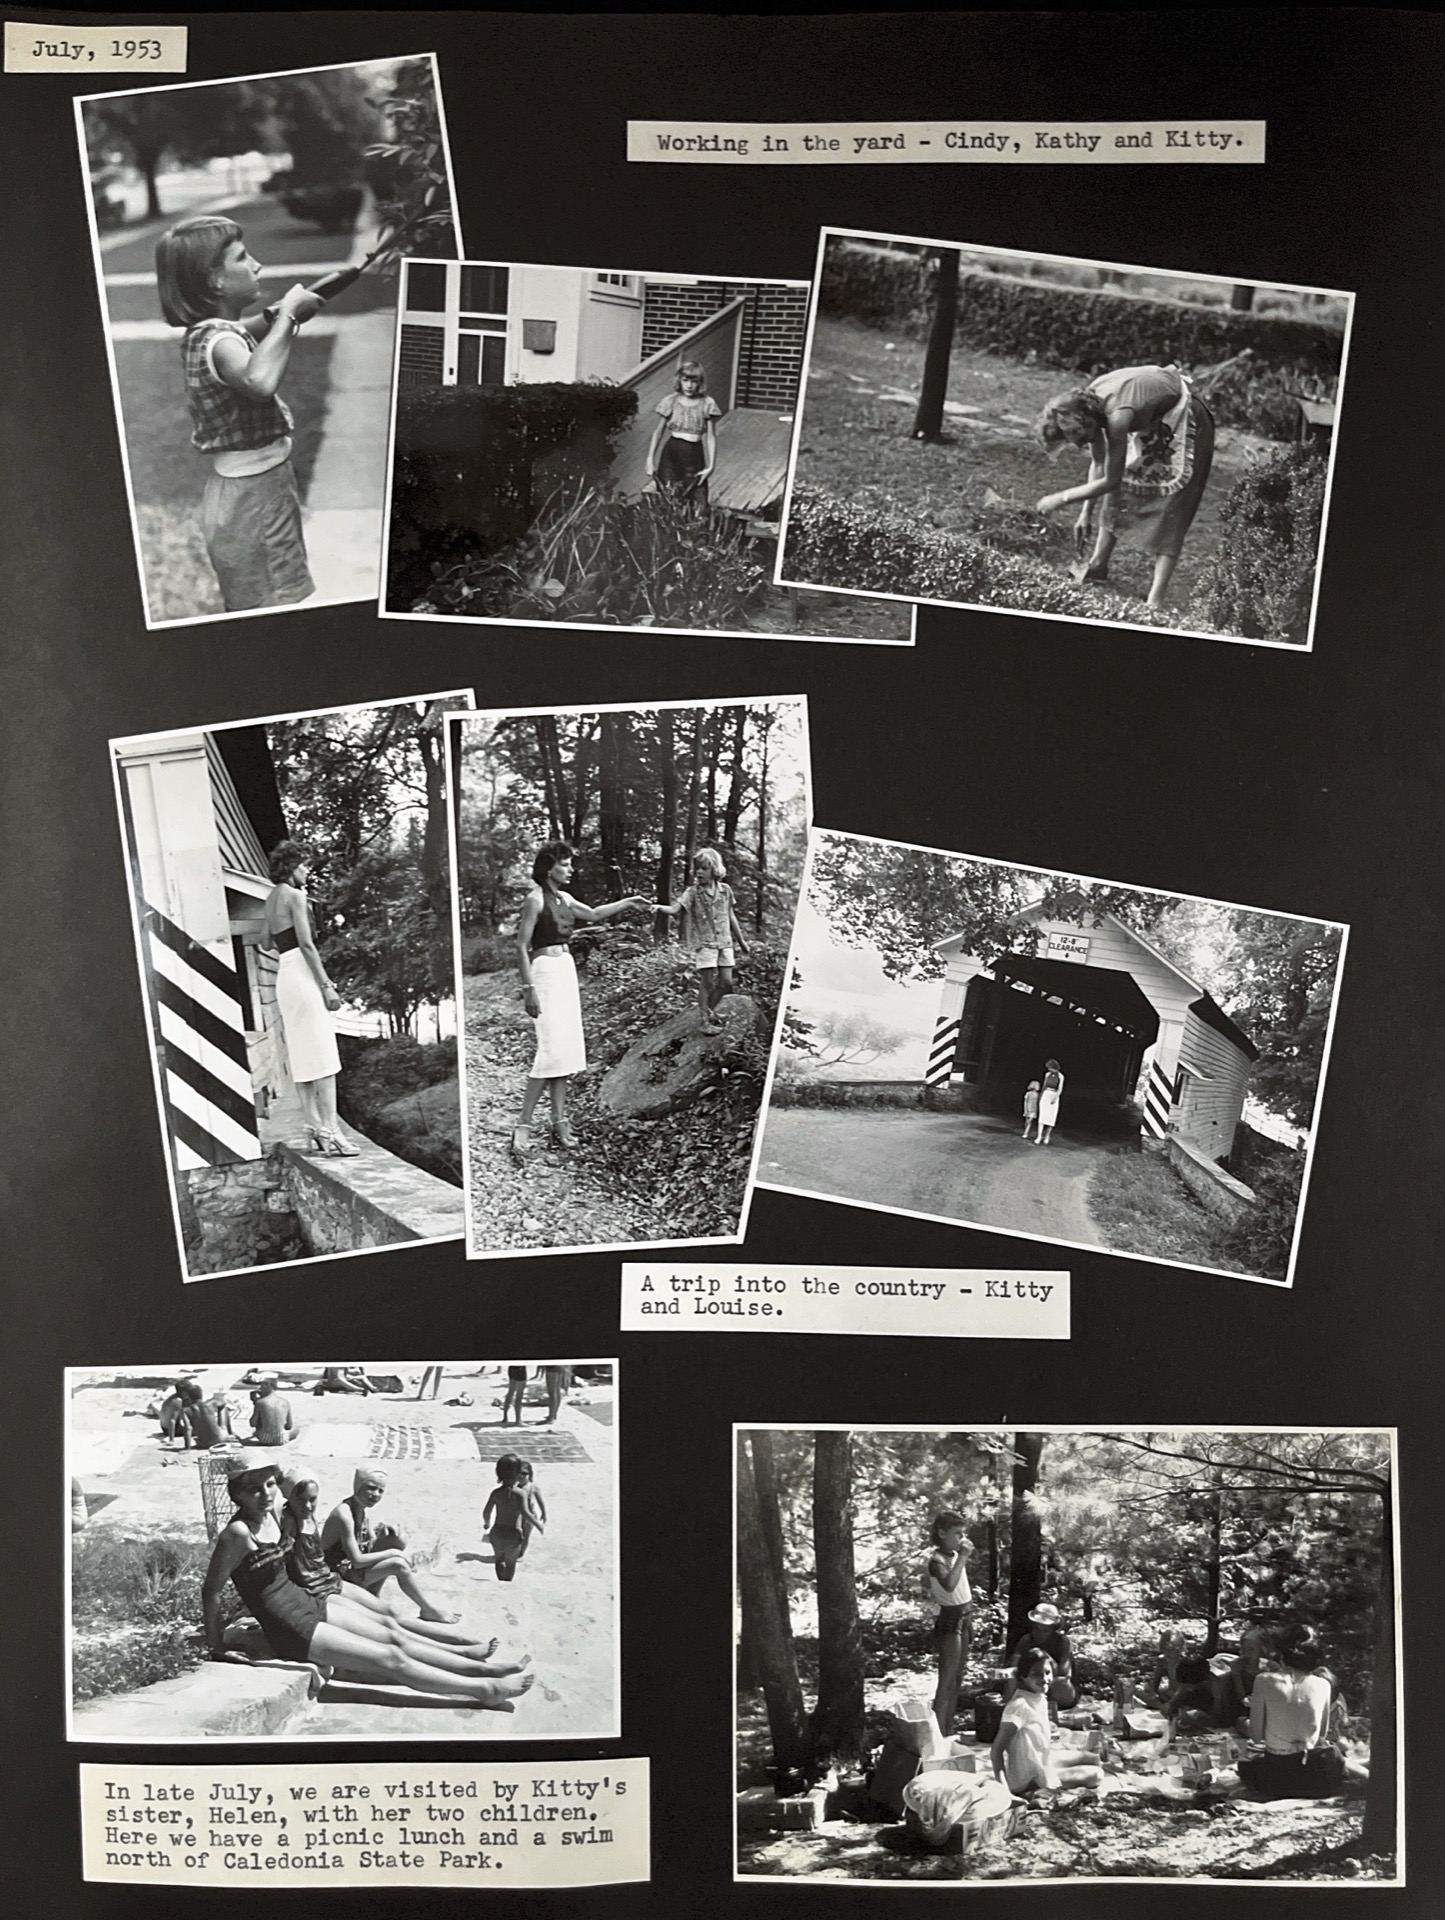 July, 1953
Working in the yard - Cindy, Kathy and Kitty.
12-6
CLEARANCE
A trip into the country - Kitty
and Louise.
In late July, we are visited by Kitty's
sister, Helen, with her two children.
Here we have a picnic lunch and a swim
north of Caledonia State Park.